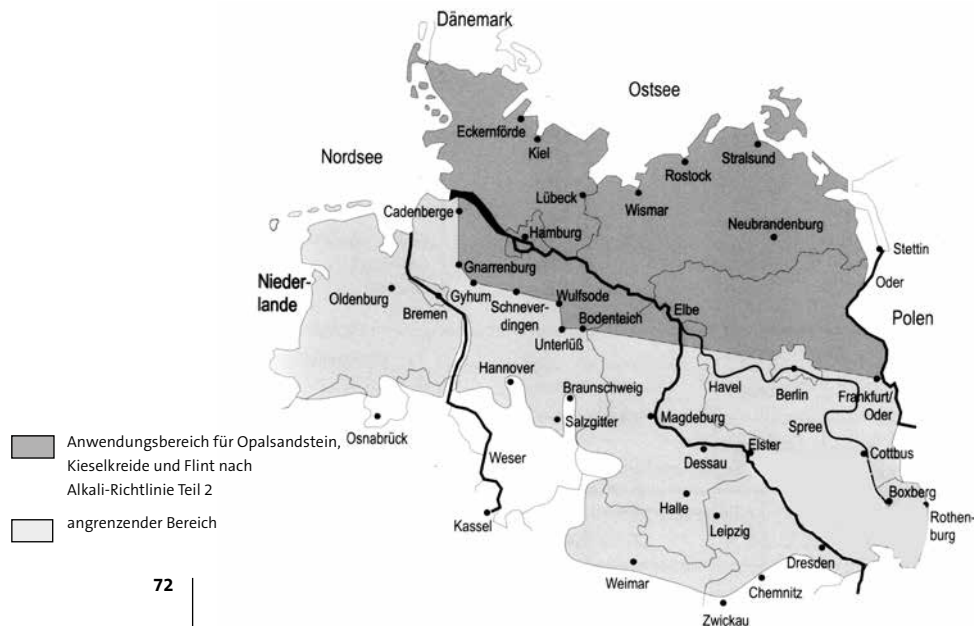 Dänemark
Ostsee
Nordsee
Eckernförde
Kiel
Stralsund
Rostock
Lübeck
Wismar
Cadenberge
Hamburg
Neubrandenburg
Stettin
Gnarrenburg
Oder
Nieder-
lande
Oldenburg
Gyhum
Bremen
Schnever-
dingen
Wulfsode
Bodenteich
Elbe
Polen
Unterlüß
Hannover
Braunschweig
Havel
Berlin
Frankfurt/
Oder
Salzgitter
Magdeburg
Spree
Osnabrück
Weser
Dessau
Elster
Cottbus
Halle
Boxberg
Rothen-
burg
Leipzig
Kassel
Dresden
Weimar
Chemnitz
Zwickau
Anwendungsbereich für Opalsandstein,
Kieselkreide und Flint nach
Alkali-Richtlinie Teil 2
angrenzender Bereich
72